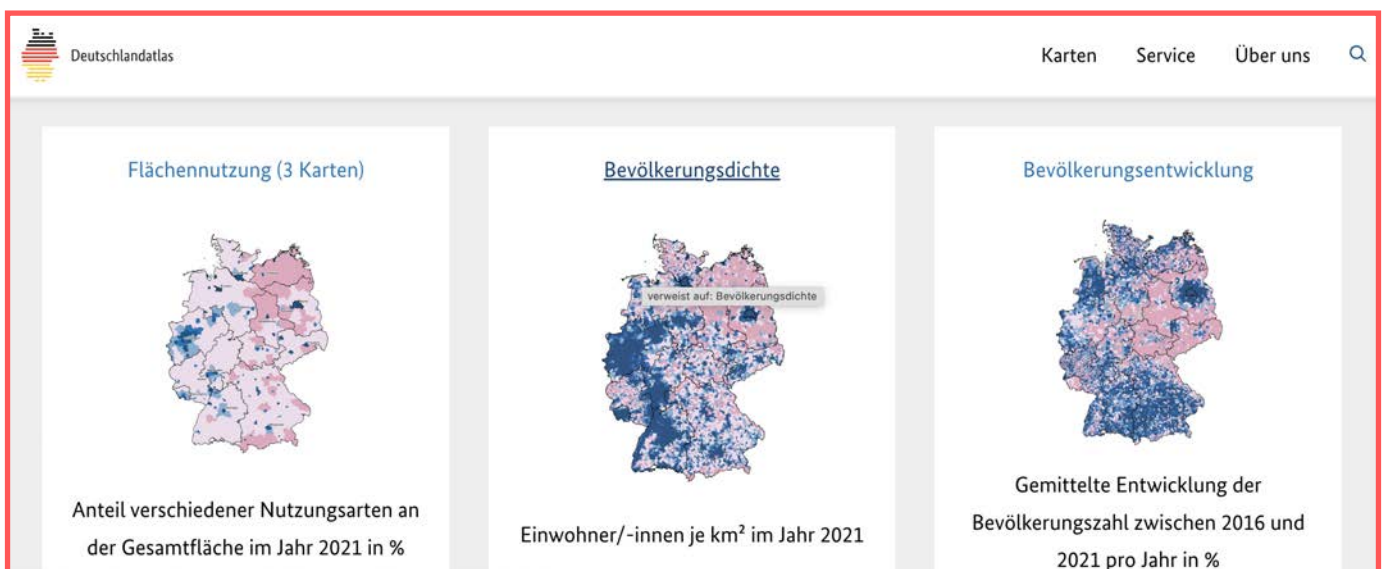 Deutschlandatlas
Karten Service Über uns
Flächennutzung (3 Karten)
Anteil verschiedener Nutzungsarten an
der Gesamtfläche im Jahr 2021 in %
Bevölkerungsdichte
verweist auf: Bevölkerungsdichte
Einwohner/-innen je km² im Jahr 2021
Bevölkerungsentwicklung
Gemittelte Entwicklung der
Bevölkerungszahl zwischen 2016 und
2021 pro Jahr in %